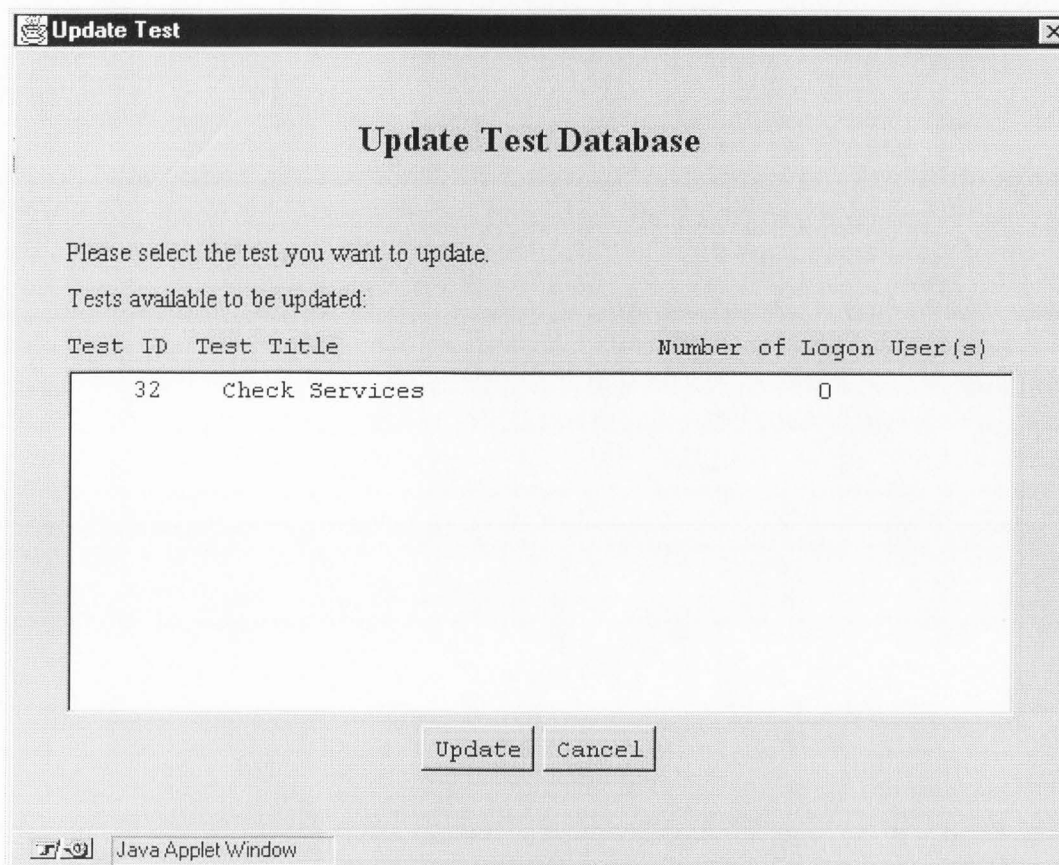 Update Test
Update Test Database
Please select the test you want to update.
Tests available to be updated:
Test ID Test Title Number of Logon User(s)
32 Check Services 0
Update Cancel
Java Applet Window